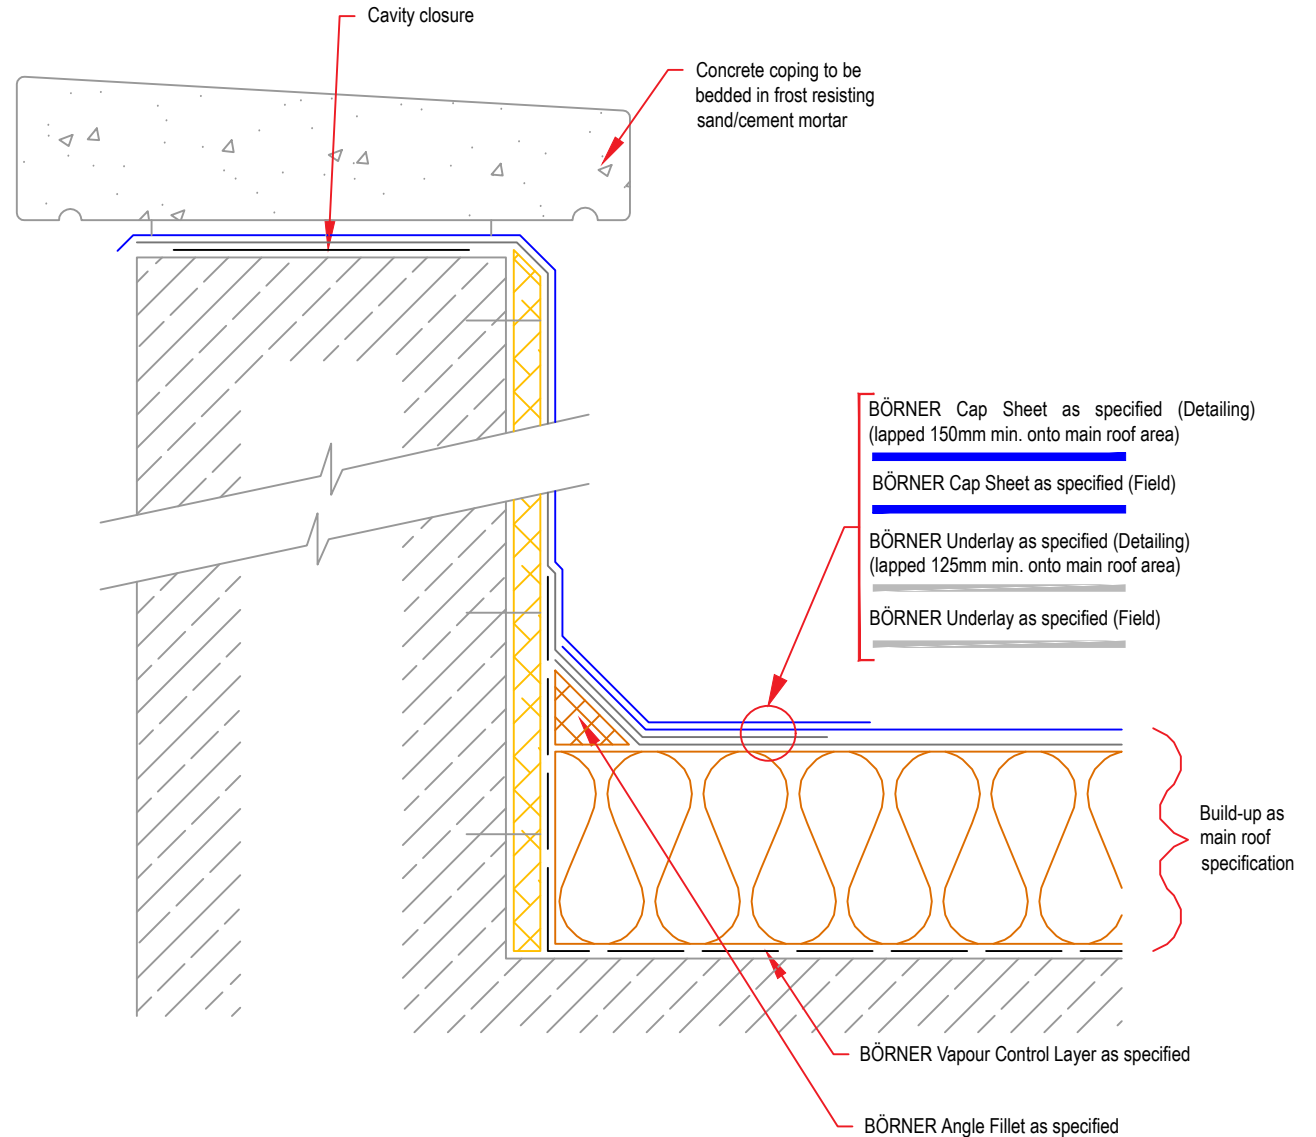 Cavity closure
Concrete coping to be
bedded in frost resisting
sand/cement mortar
BÖRNER Cap Sheet as specified (Detailing)
(lapped 150mm min. onto main roof area)
BÖRNER Cap Sheet as specified (Field)
BÖRNER Underlay as specified (Detailing)
(lapped 125mm min. onto main roof area)
BÖRNER Underlay as specified (Field)
Build-up as
main roof
specification
BÖRNER Vapour Control Layer as specified
BÖRNER Angle Fillet as specified